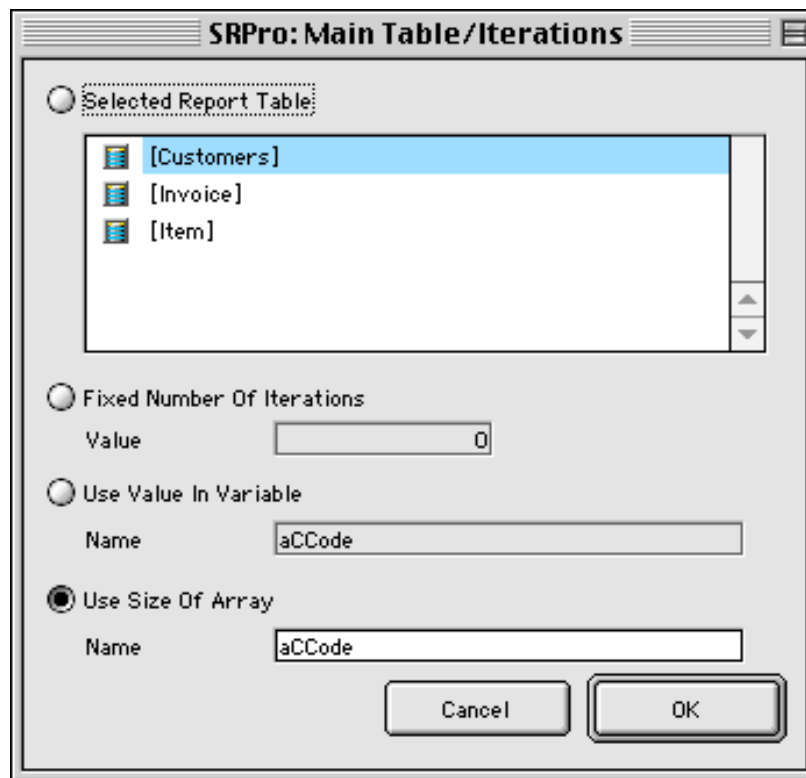 SRPro: Main Table/Iterations
Selected Report Table
[Customers]
[Invoice]
[Item]
Fixed Number Of Iterations
Value 0
Use Value In Variable
Name aCCode
Use Size Of Array
Name aCCode
Cancel OK